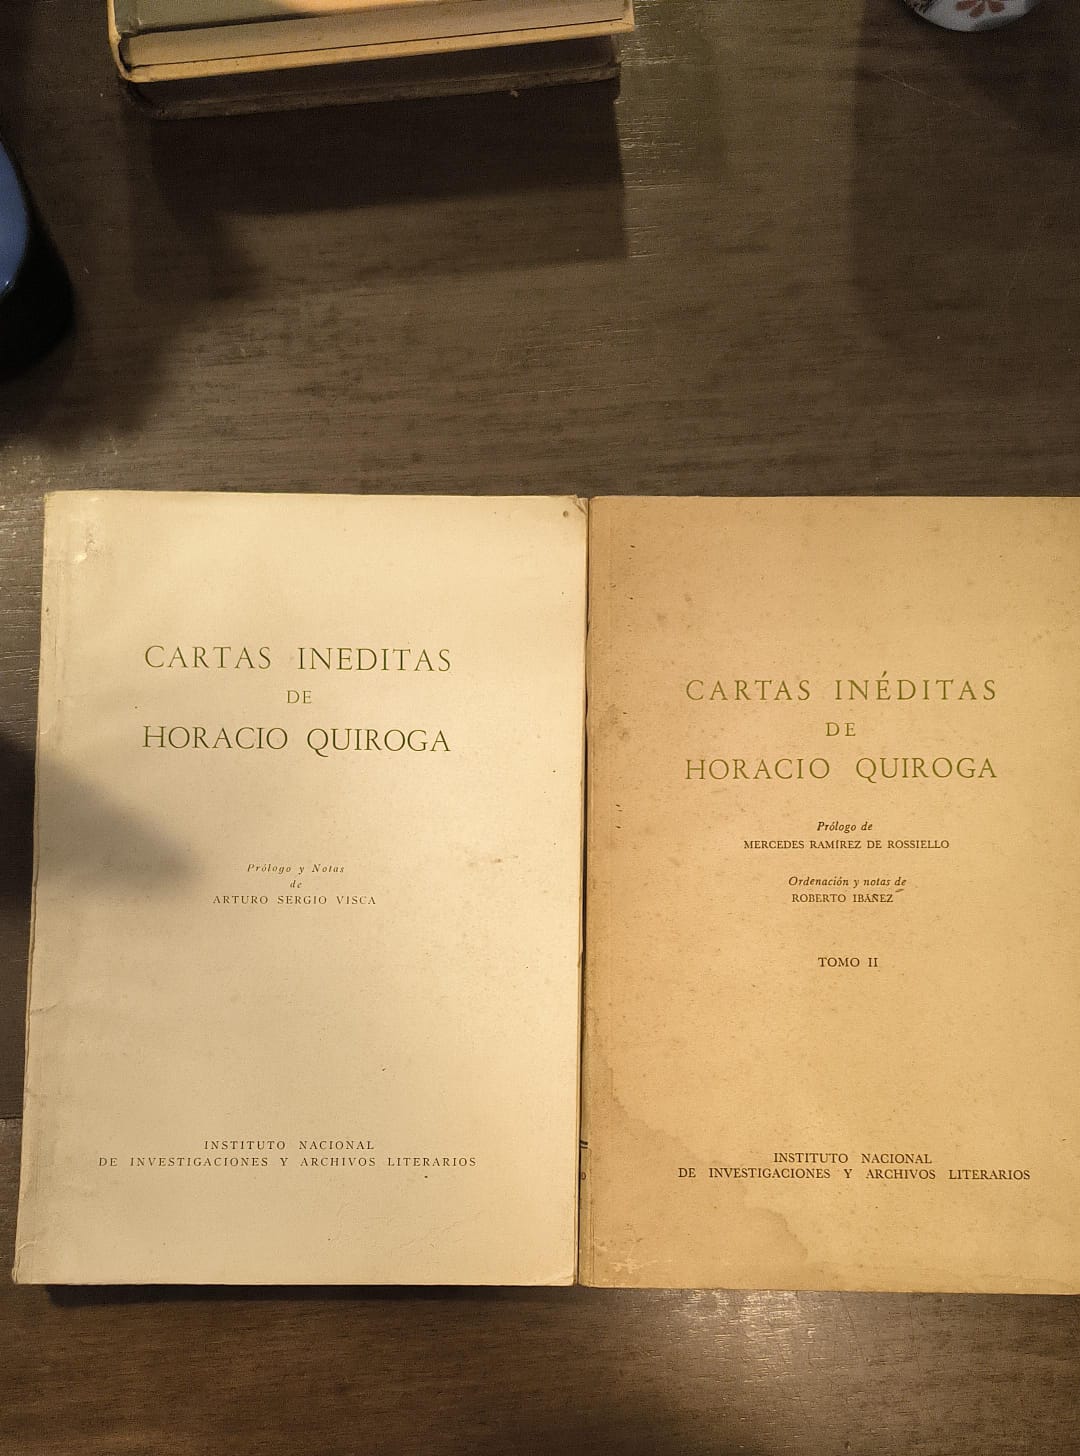 CARTAS INEDITAS
DE
HORACIO QUIROGA
Prólogo y Notas
de
ARTURO SERGIO VISCA
INSTITUTO NACIONAL
DE INVESTIGACIONES Y ARCHIVOS LITERARIOS
CARTAS INÉDITAS
DE
HORACIO QUIROGA
Prólogo de
MERCEDES RAMÍREZ DE ROSSIELLO
Ordenación y notas de
ROBERTO IBAÑEZ
TOMO II
INSTITUTO NACIONAL
DE INVESTIGACIONES Y ARCHIVOS LITERARIOS